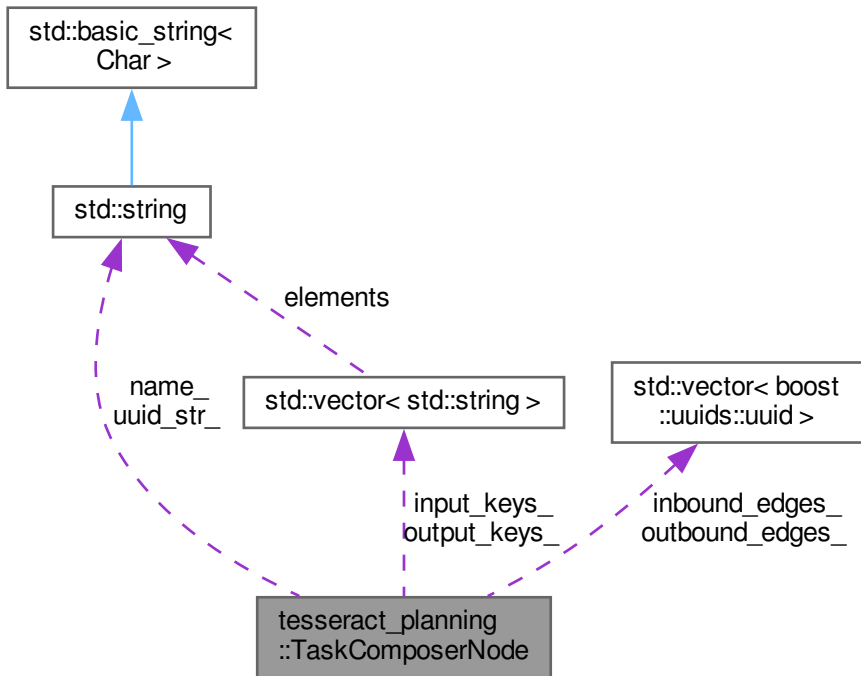 std::basic_string<
Char >
std::string
elements
name_
uuid_str_
std::vector< std::string >
std::vector< boost
::uuids::uuid >
input_keys_
output_keys_
inbound_edges_
outbound_edges_
tesseract_planning
::TaskComposerNode